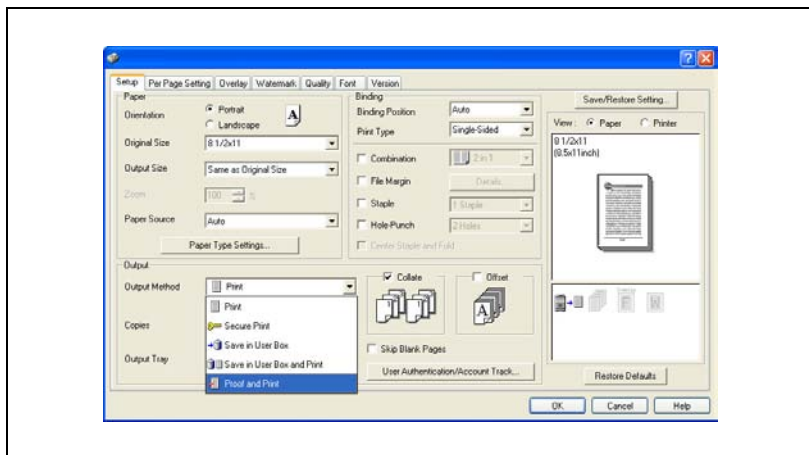 Setup Per Page Setting Overlay Watermark Quality Font Version
Paper
Orientation
Portrait
Landscape
A
Original Size
8 1/2x11
Output Size
Same as Original Size
Zoom
100 %
Paper Source
Auto
Paper Type Settings...
Binding
Binding Position
Auto
Print Type
Single-Sided
Combination
2 in 1
File Margin
Details...
Staple
1 Staple
Hole-Punch
2 Holes
Center Staple and Fold
Output
Output Method
Print
Print
Secure Print
Save in User Box
Save in User Box and Print
Proof and Print
Copies
Output Tray
Collate
Offset
A
Skip Blank Pages
User Authentication/Account Track...
Save/Restore Setting...
View : Paper Printer
8 1/2x11
(8.5x11inch)
Restore Defaults
OK Cancel Help